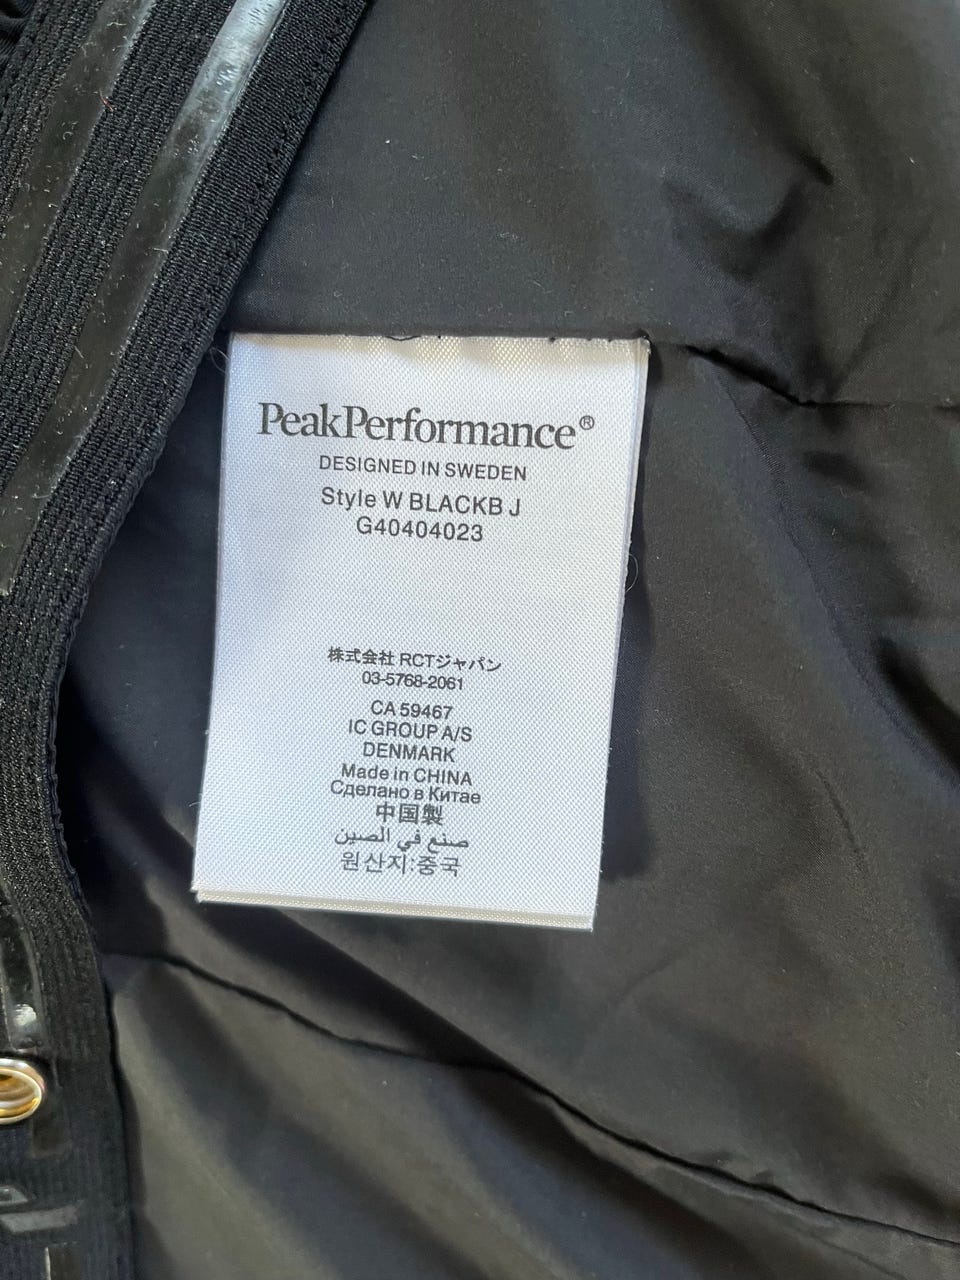 PeakPerformance®
DESIGNED IN SWEDEN
Style W BLACKB J
G40404023
株式会社 RCTジャパン
03-5768-2061
CA 59467
IC GROUP A/S
DENMARK
Made in CHINA
Сделано в Китае
中国製
صنع في الصين
원산지:중국